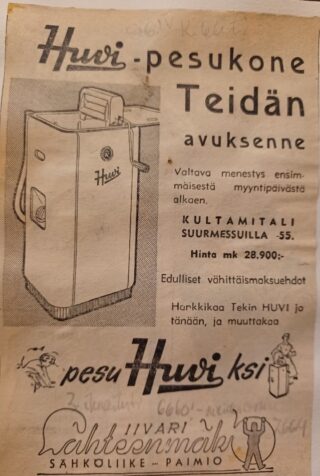 Huvi-pesukone
Teidän
avuksenne
Valtava menestys ensim-
mäisestä myyntipäivästä
alkaen.
KULTAMITALI
SUURMESSUILLA -55.
Hinta mk 28.900;-
Edulliset vähittäismaksuehdot
Hankkikaa Tekin HUVI jo
tänään, ja muuttakaa
Huvi
pesu Huvi ksi
IIVARI
Lähteenmäki
SÄHKÖLIIKE - PAIMIO